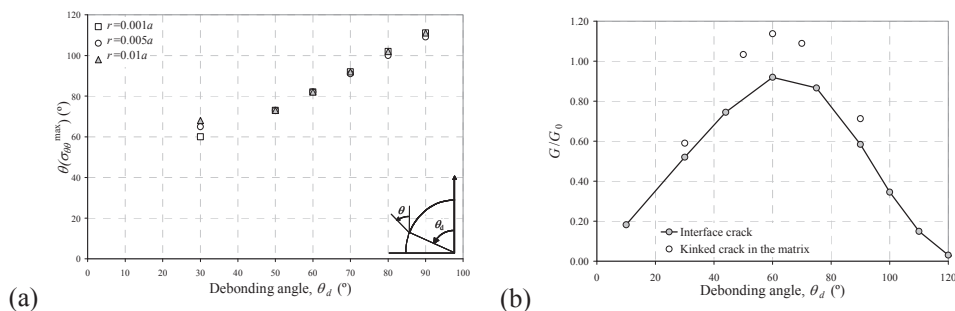 120
100
80
60
40
20
0
θ(σθθ^max) (º)
r=0.001a
r=0.005a
r=0.01a
θ
θd
0 10 20 30 40 50 60 70 80 90 100
Debonding angle, θd (º)
(a)
1.20
1.00
0.80
0.60
0.40
0.20
0.00
G/G0
Interface crack
Kinked crack in the matrix
0 20 40 60 80 100 120
Debonding angle, θd (º)
(b)